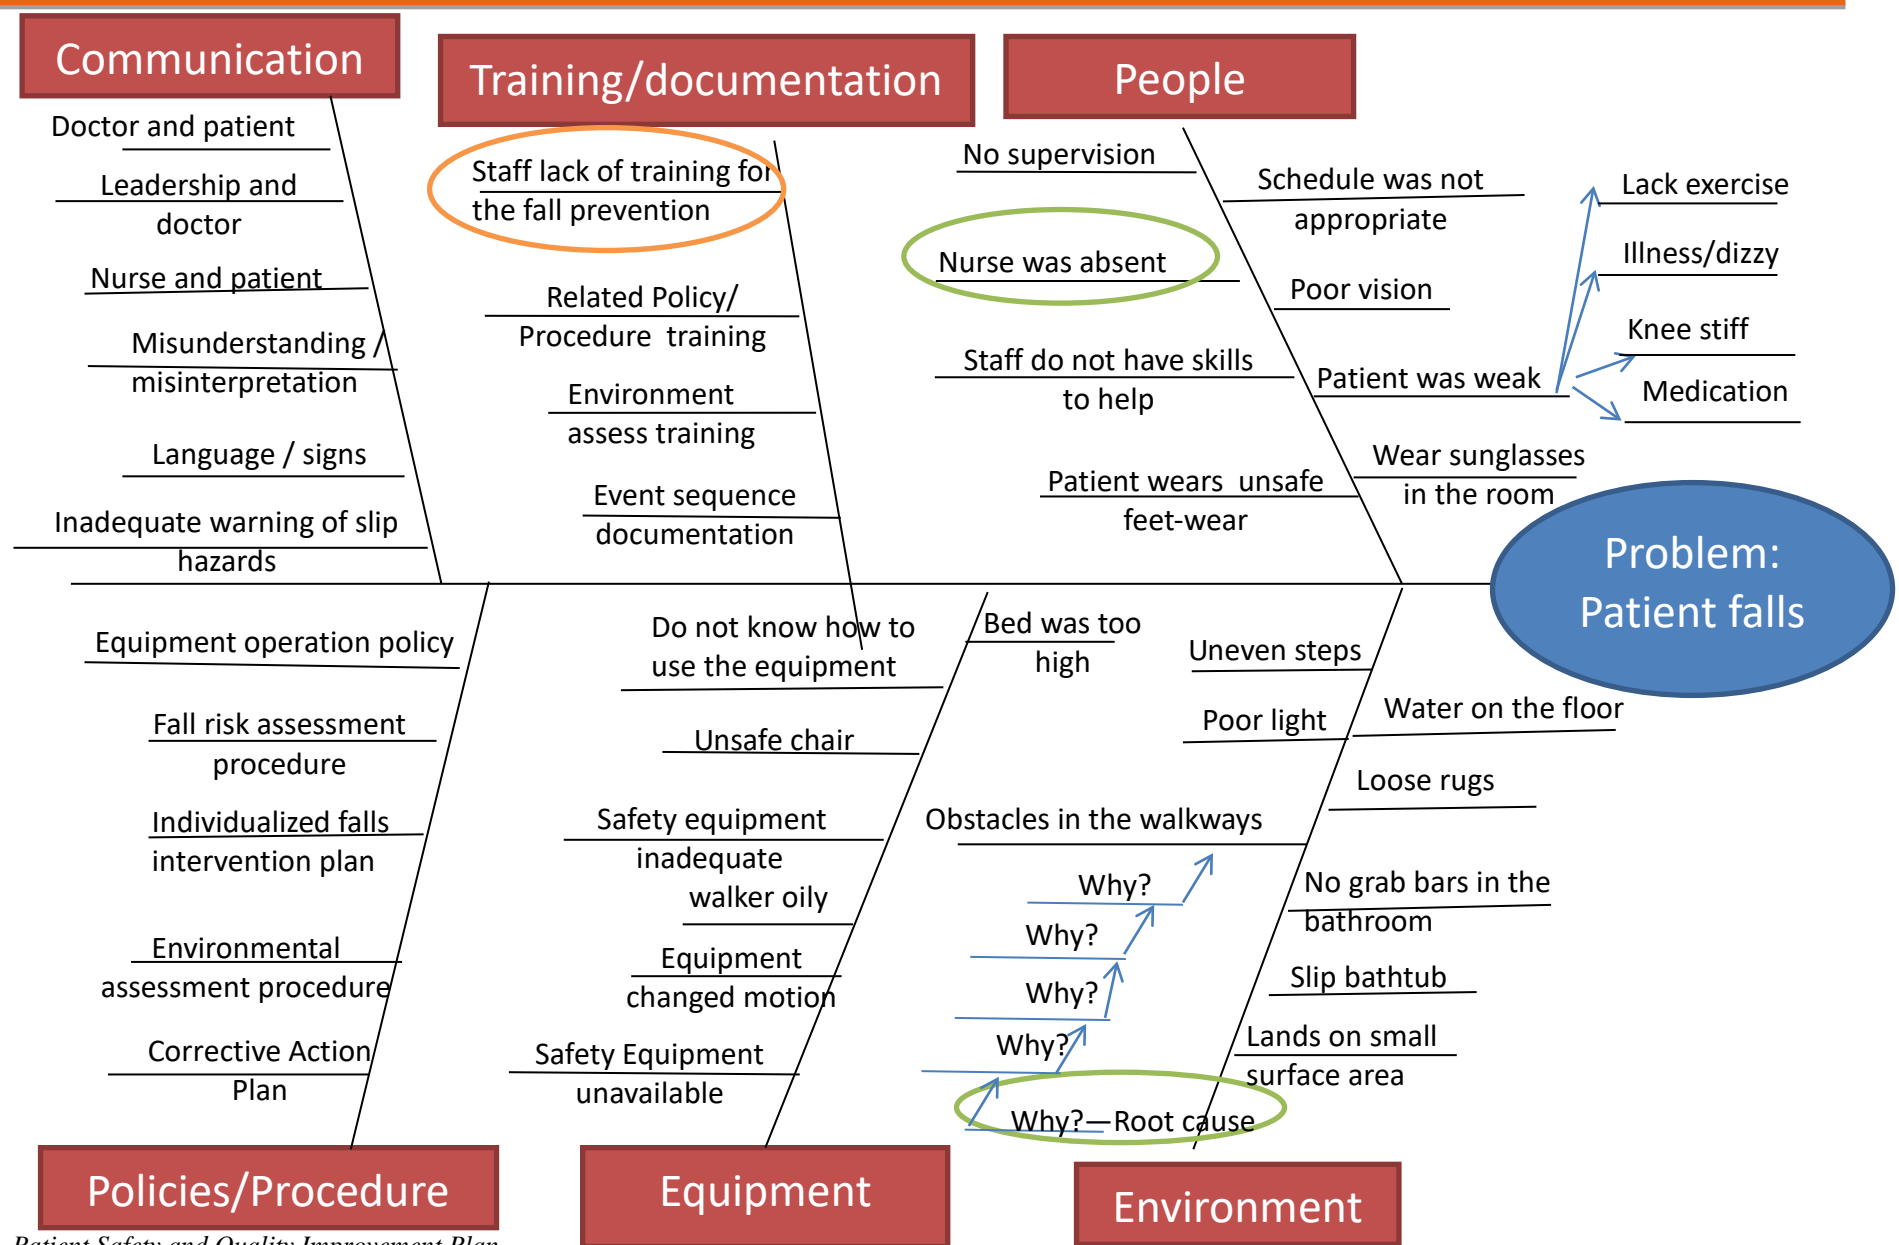 Communication
Training/documentation
People
Doctor and patient
Leadership and
doctor
Nurse and patient
Misunderstanding /
misinterpretation
Language / signs
Inadequate warning of slip
hazards
Staff lack of training for
the fall prevention
Related Policy/
Procedure training
Environment
assess training
Event sequence
documentation
No supervision
Nurse was absent
Staff do not have skills
to help
Patient wears unsafe
feet-wear
Schedule was not
appropriate
Poor vision
Patient was weak
Wear sunglasses
in the room
Lack exercise
Illness/dizzy
Knee stiff
Medication
Problem:
Patient falls
Equipment operation policy
Fall risk assessment
procedure
Individualized falls
intervention plan
Environmental
assessment procedure
Corrective Action
Plan
Do not know how to
use the equipment
Unsafe chair
Safety equipment
inadequate
walker oily
Equipment
changed motion
Safety Equipment
unavailable
Bed was too
high
Uneven steps
Poor light
Obstacles in the walkways
Why?
Why?
Why?
Why?
Why?—Root cause
Water on the floor
Loose rugs
No grab bars in the
bathroom
Slip bathtub
Lands on small
surface area
Policies/Procedure
Equipment
Environment
Patient Safety and Quality Improvement Plan